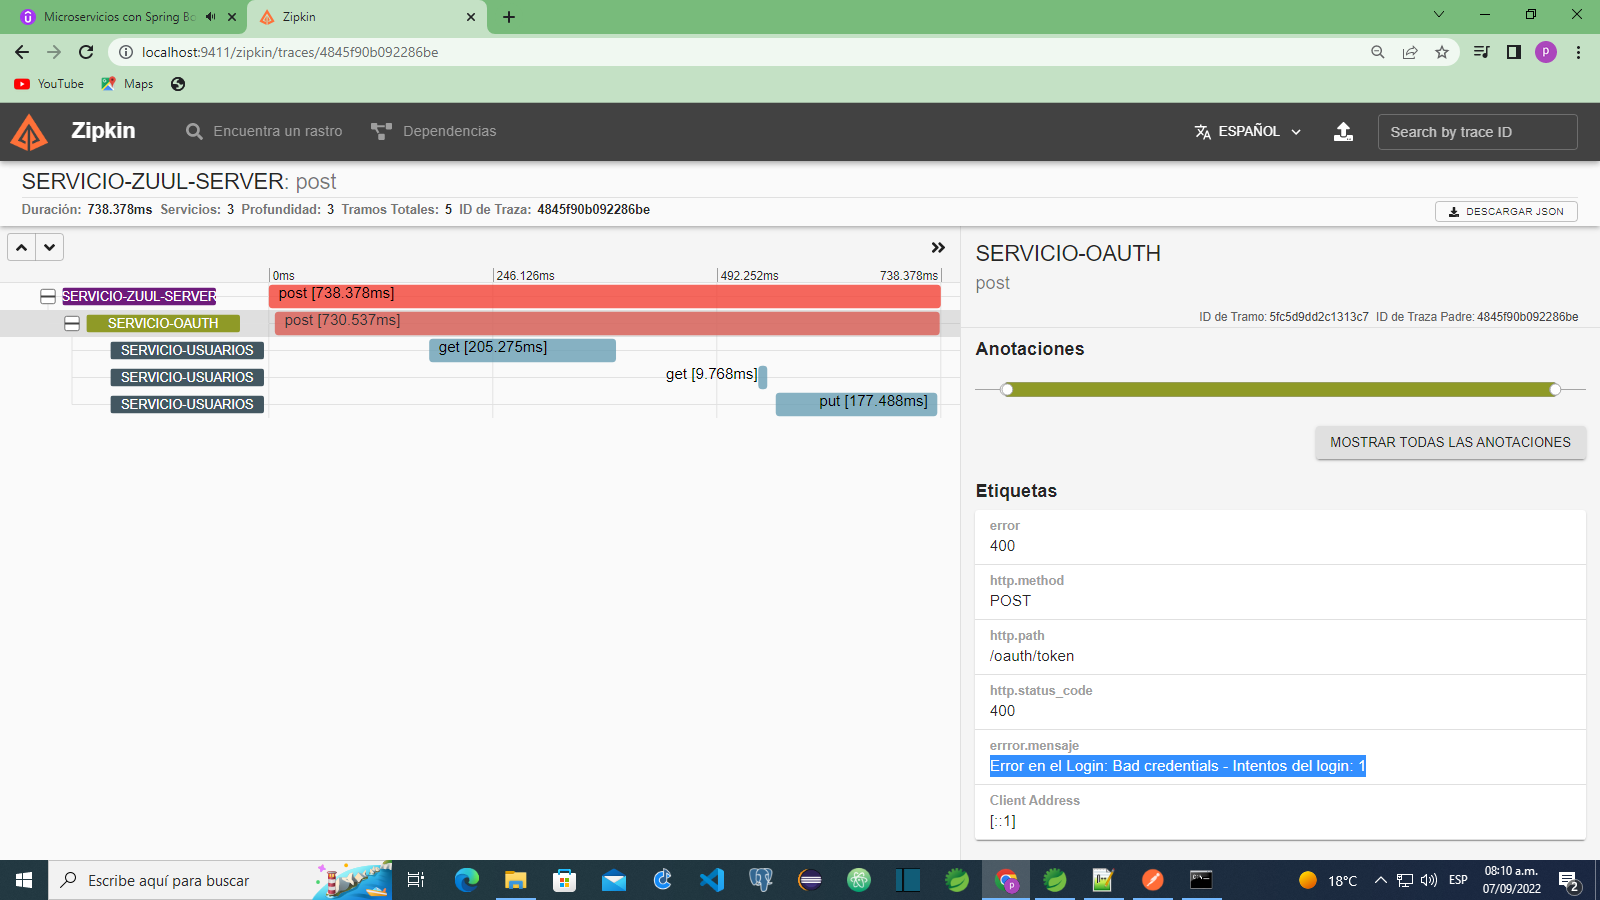 Microservicios con Spring Bo
Zipkin
localhost:9411/zipkin/traces/4845f90b092286be
P
YouTube
Maps
Zipkin
Encuentra un rastro
Dependencias
ESPAÑOL
Search by trace ID
SERVICIO-ZUUL-SERVER: post
Duración: 738.378ms Servicios: 3 Profundidad: 3 Tramos Totales: 5 ID de Traza: 4845f90b092286be
DESCARGAR JSON
0ms
246.126ms
492.252ms
738.378ms
SERVICIO-ZUUL-SERVER
post [738.378ms]
SERVICIO-OAUTH
post [730.537ms]
SERVICIO-USUARIOS
get [205.275ms]
SERVICIO-USUARIOS
get [9.768ms]
SERVICIO-USUARIOS
put [177.488ms]
SERVICIO-OAUTH
post
ID de Tramo: 5fc5d9dd2c1313c7 ID de Traza Padre: 4845f90b092286be
Anotaciones
MOSTRAR TODAS LAS ANOTACIONES
Etiquetas
error
400
http.method
POST
http.path
/oauth/token
http.status_code
400
errror.mensaje
Error en el Login: Bad credentials - Intentos del login: 1
Client Address
[::1]
Escribe aquí para buscar
P
18°C
ESP
08:10 a.m.
07/09/2022
2